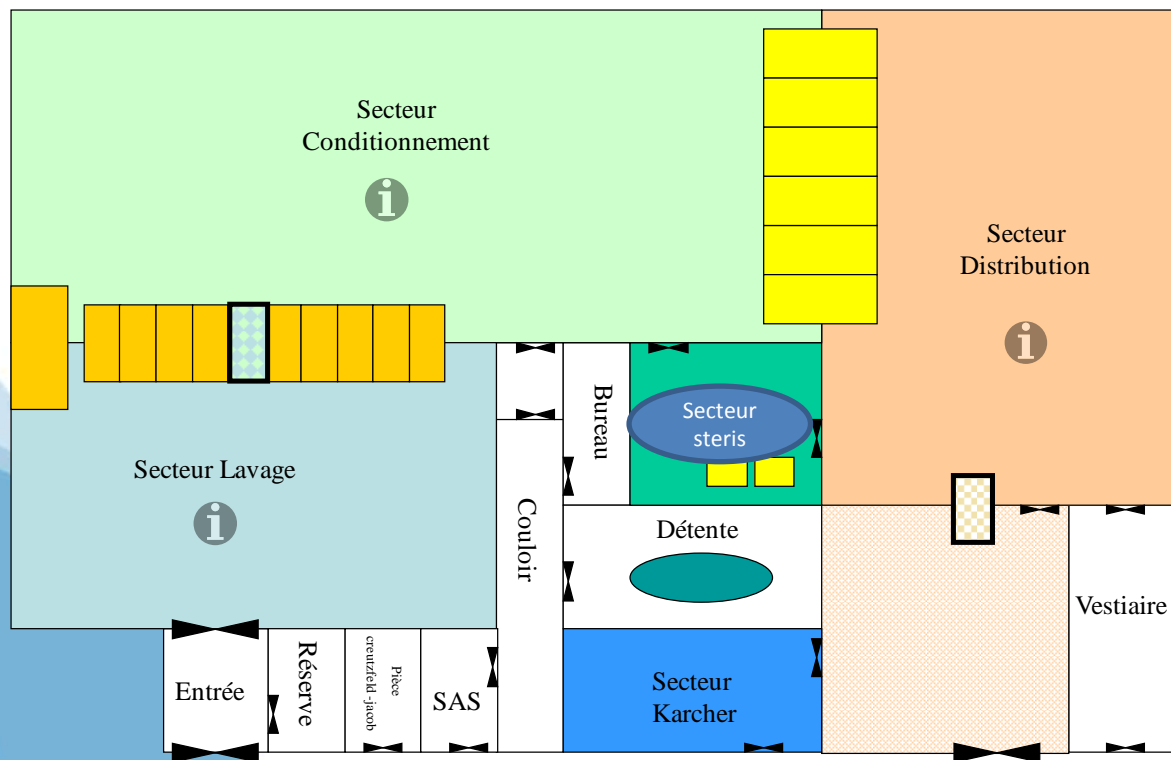 Secteur
Conditionnement
i
Secteur
Distribution
i
Secteur Lavage
i
Bureau
Secteur
steris
Couloir
Détente
Vestiaire
Entrée
Réserve
Pièce
creutzfeld -jacob
SAS
Secteur
Karcher